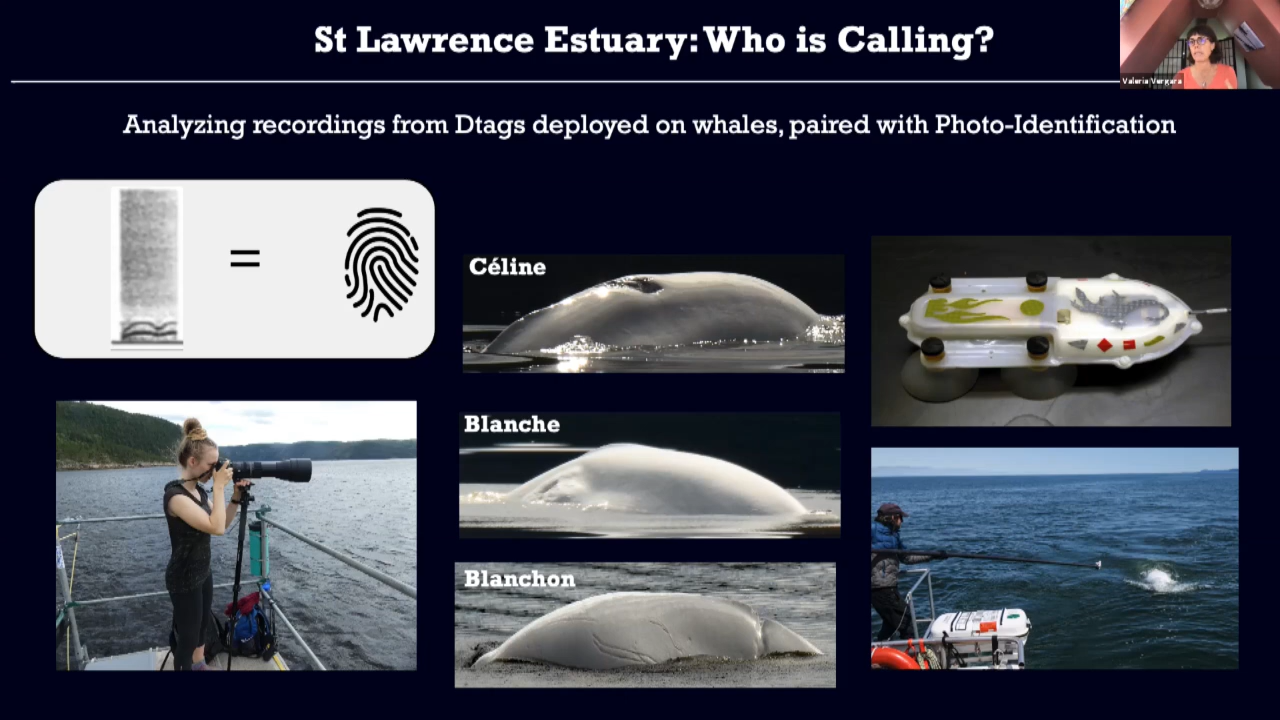 St Lawrence Estuary: Who is Calling?
Valeria Vergara
Analyzing recordings from Dtags deployed on whales, paired with Photo-Identification
=
Céline
Blanche
Blanchon